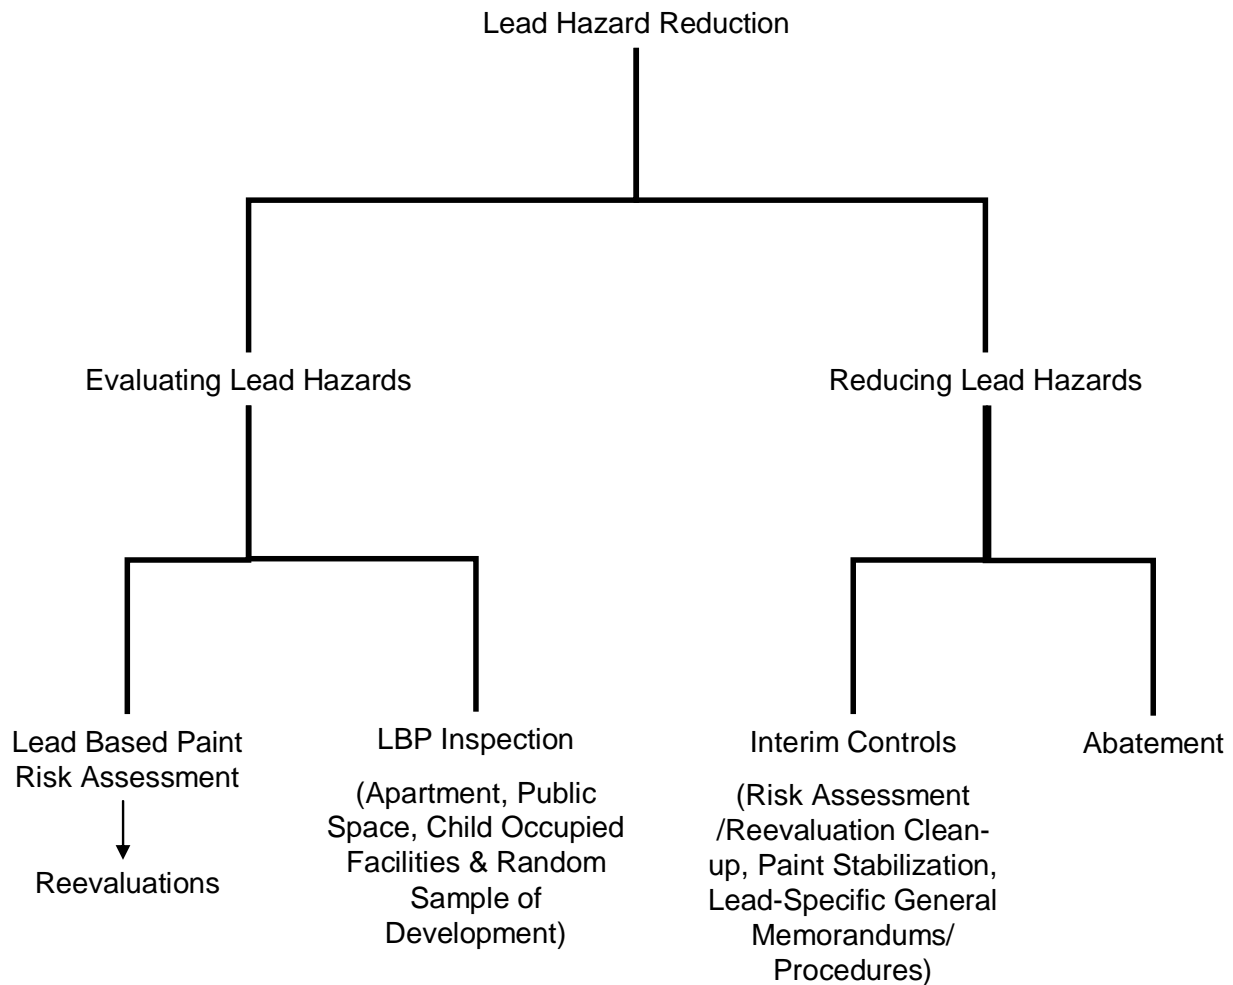 Lead Hazard Reduction
Evaluating Lead Hazards
Reducing Lead Hazards
Lead Based Paint
Risk Assessment
Reevaluations
LBP Inspection
(Apartment, Public
Space, Child Occupied
Facilities & Random
Sample of
Development)
Interim Controls
(Risk Assessment
/Reevaluation Clean-
up, Paint Stabilization,
Lead-Specific General
Memorandums/
Procedures)
Abatement